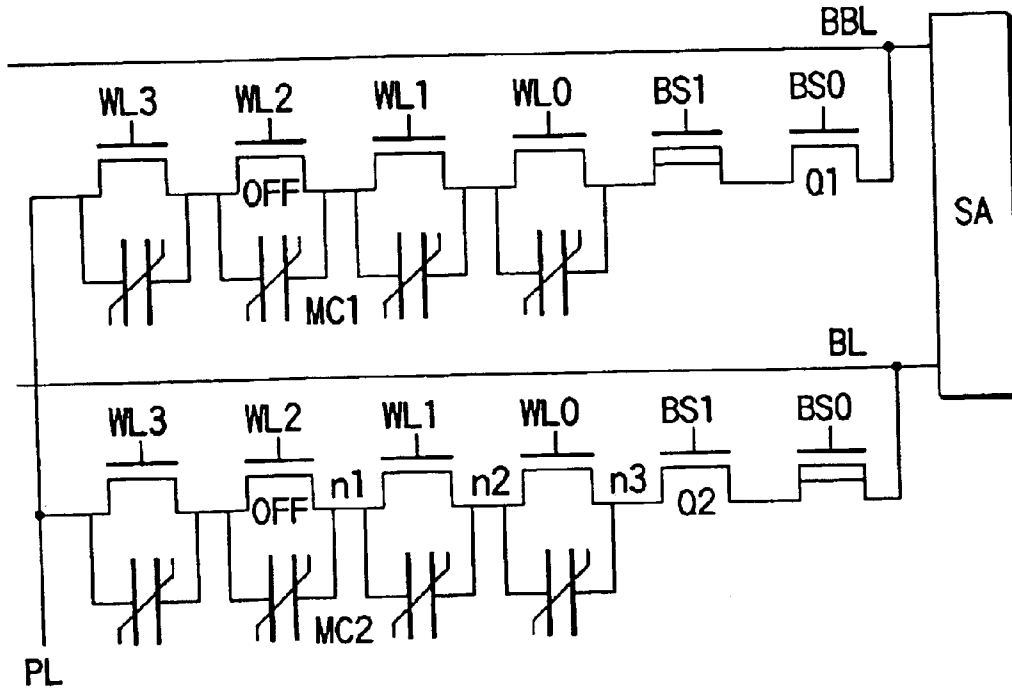 BBL
WL3 WL2 WL1 WL0 BS1 BS0
OFF Q1
SA
MC1
BL
WL3 WL2 WL1 WL0 BS1 BS0
n1 n2 n3
OFF Q2
MC2
PL